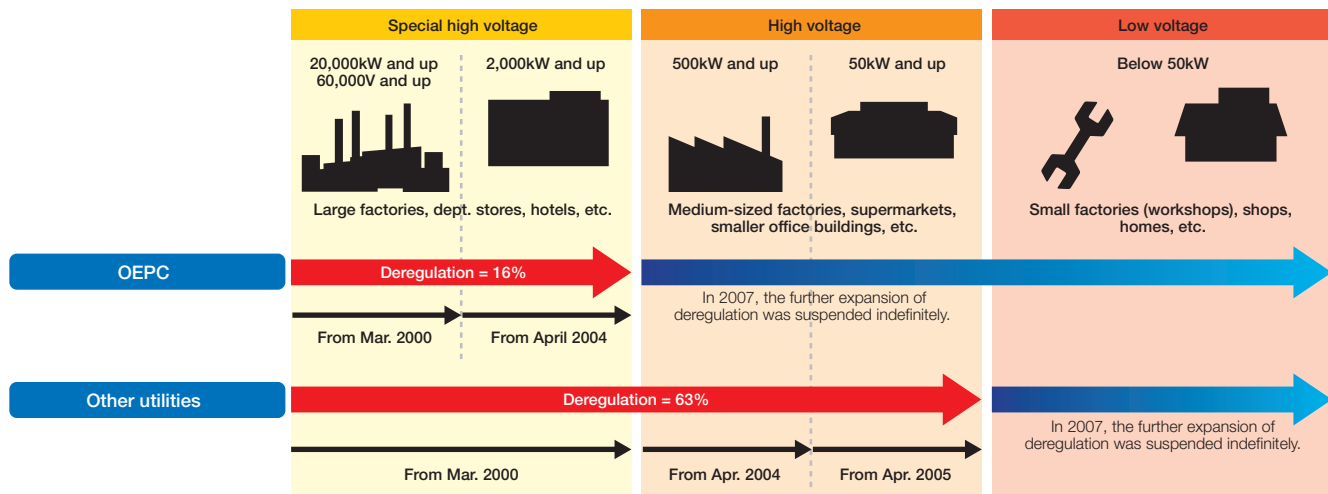 Special high voltage
High voltage
Low voltage
20,000kW and up
60,000V and up
2,000kW and up
500kW and up
50kW and up
Below 50kW
Large factories, dept. stores, hotels, etc.
Medium-sized factories, supermarkets,
smaller office buildings, etc.
Small factories (workshops), shops,
homes, etc.
OEPC
Deregulation = 16%
In 2007, the further expansion of
deregulation was suspended indefinitely.
From Mar. 2000
From April 2004
Other utilities
Deregulation = 63%
In 2007, the further expansion of
deregulation was suspended indefinitely.
From Mar. 2000
From Apr. 2004
From Apr. 2005